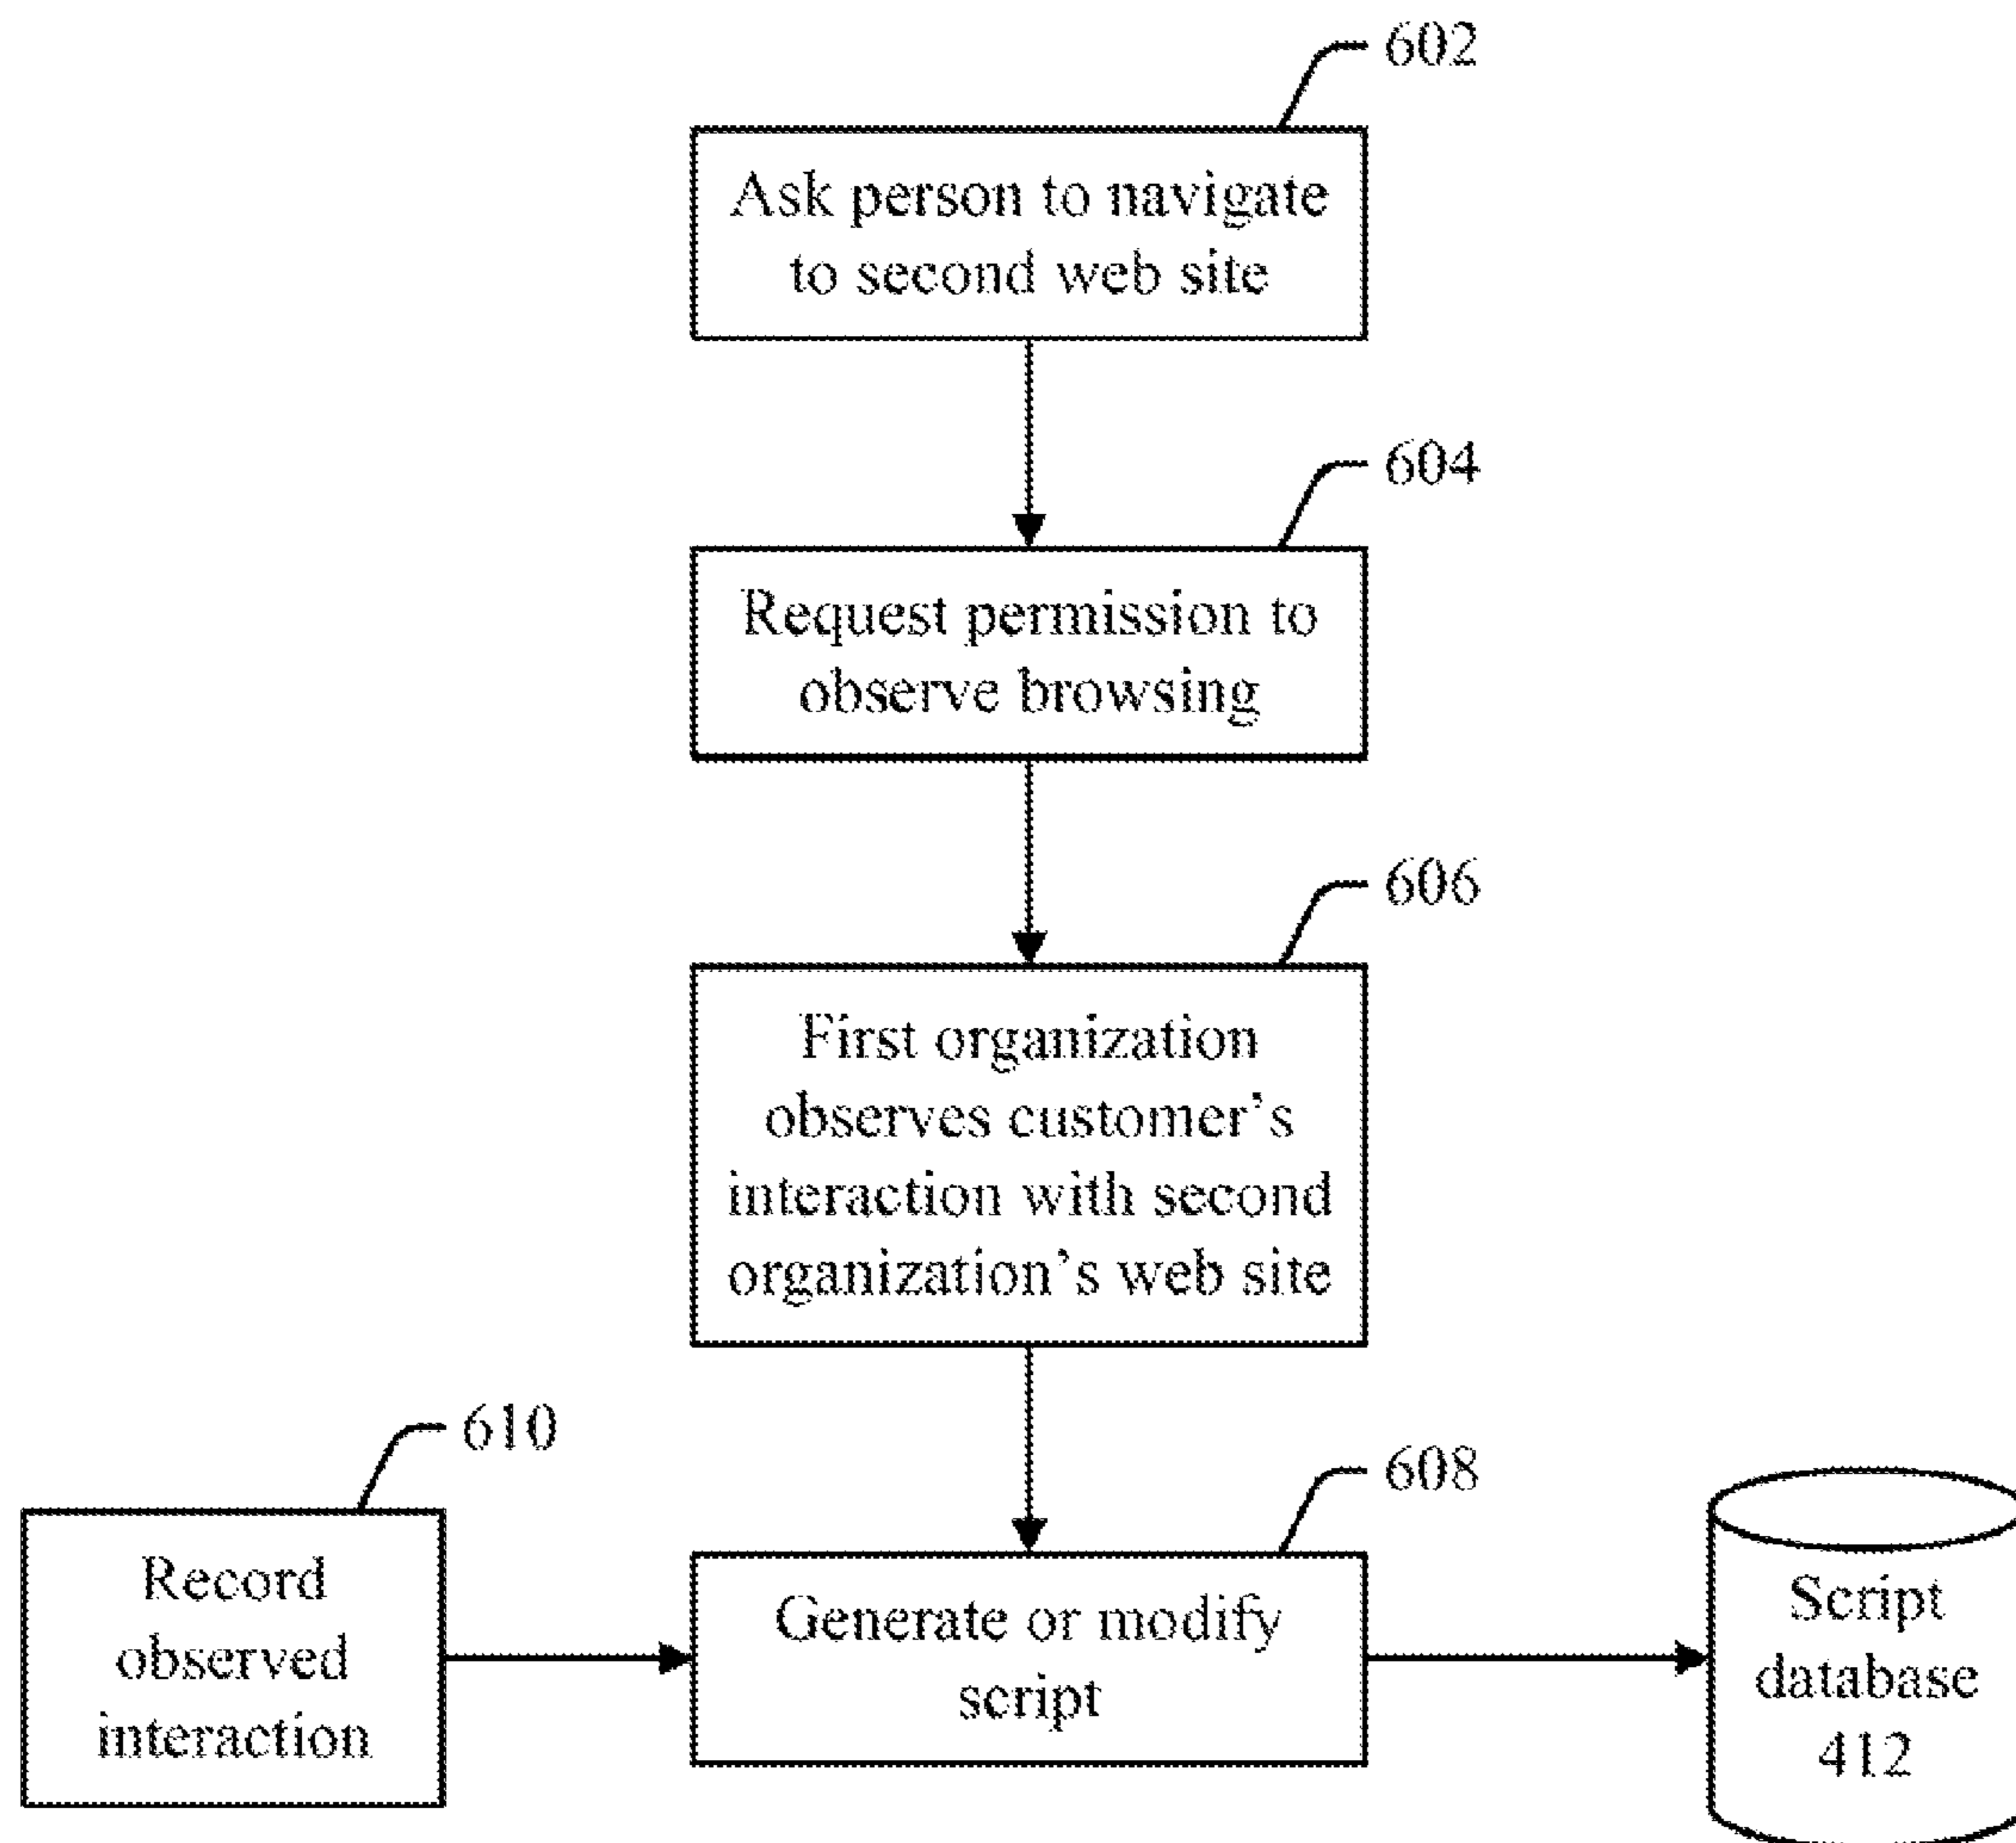 602
Ask person to navigate
to second web site
604
Request permission to
observe browsing
606
First organization
observes customer’s
interaction with second
organization’s web site
610
Record
observed
interaction
608
Generate or modify
script
Script
database
412